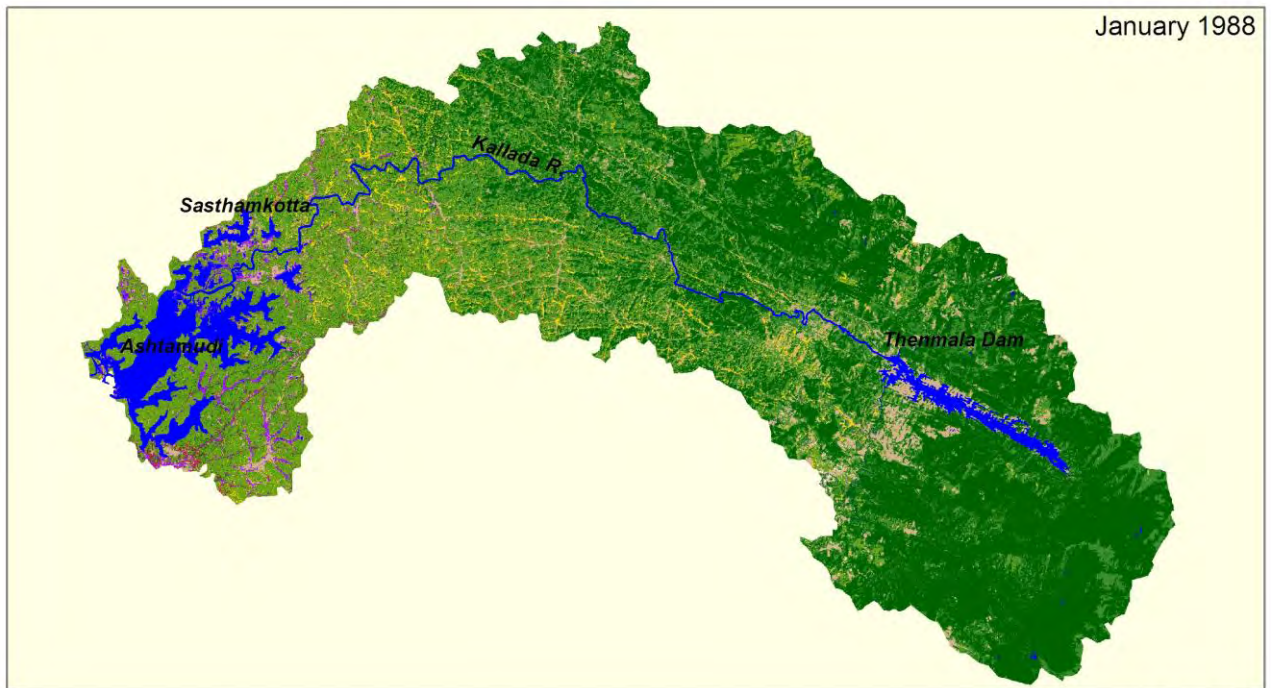 January 1988
Kallada R.
Sasthamkotta
Ashtamudi
Thenmala Dam